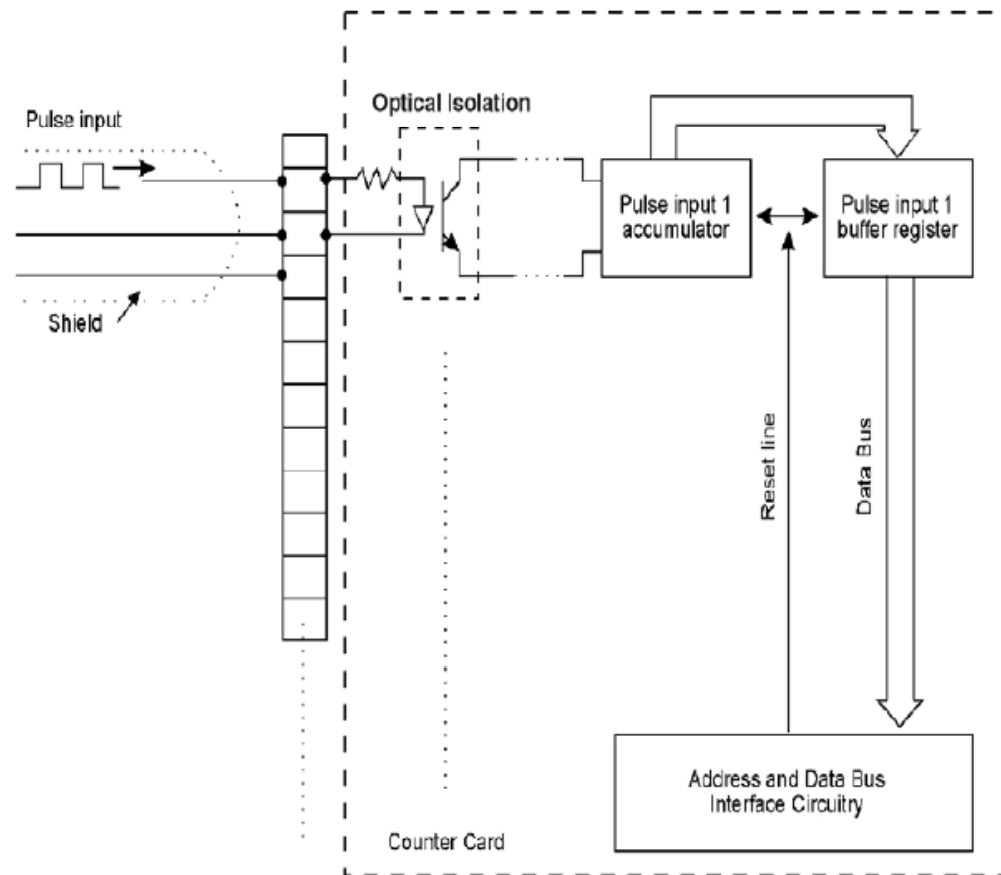 Optical Isolation
Pulse input
Pulse input 1
accumulator
Pulse input 1
buffer register
Shield
Reset line
Data Bus
Address and Data Bus
Interface Circuitry
Counter Card